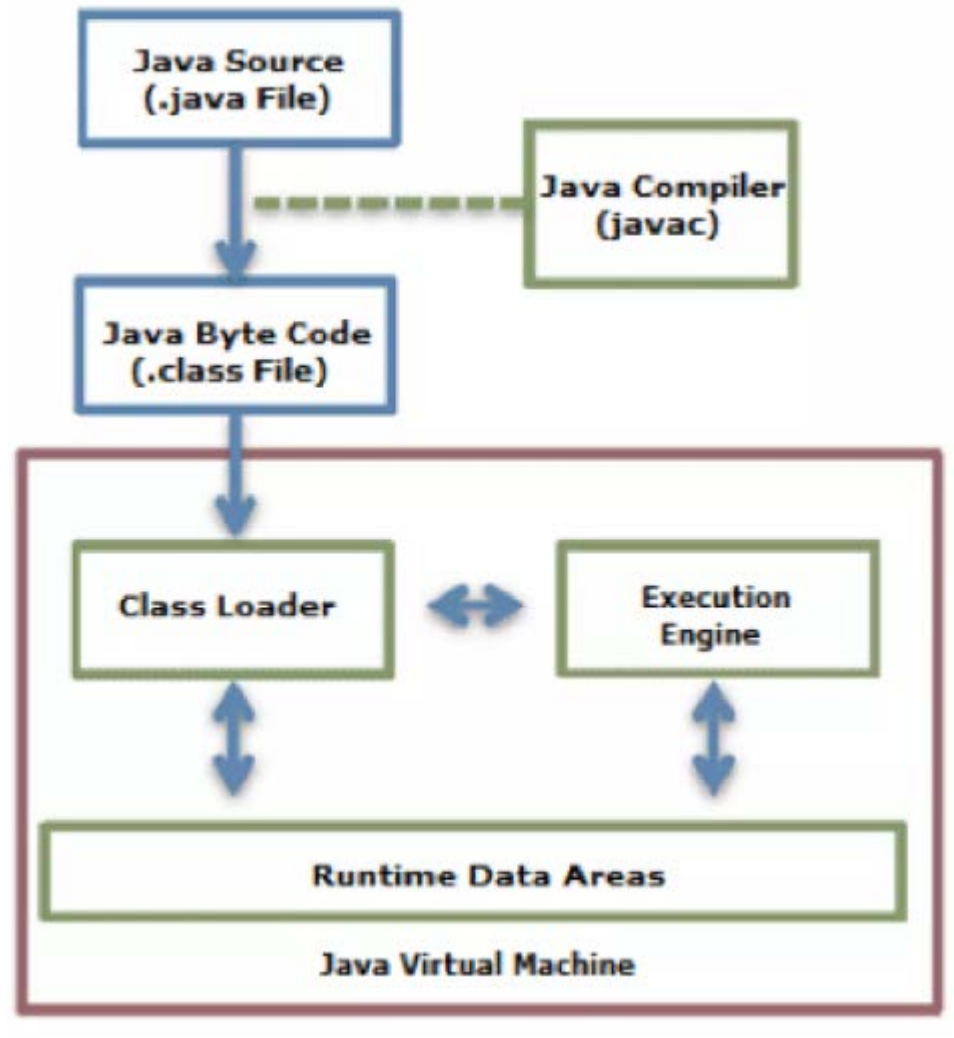 Java Source
(.java File)
Java Compiler
(javac)
Java Byte Code
(.class File)
Class Loader
Execution
Engine
Runtime Data Areas
Java Virtual Machine